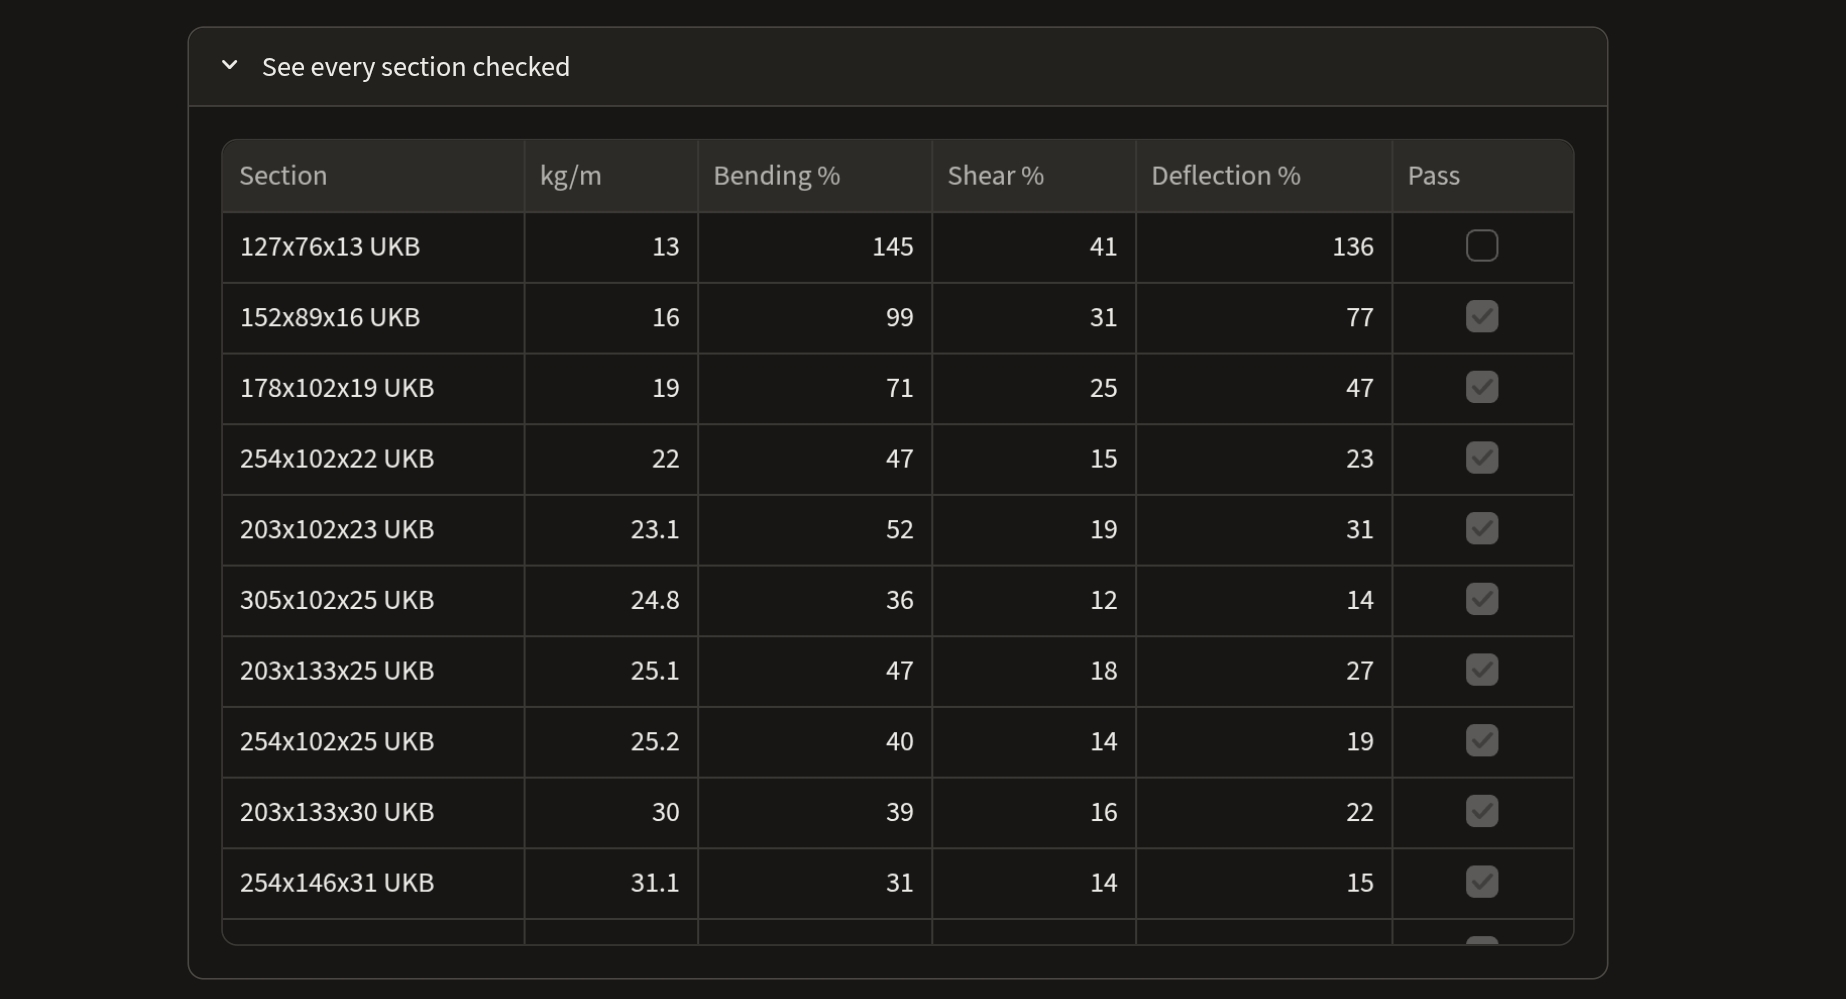 See every section checked
Section kg/m Bending % Shear % Deflection % Pass
127x76x13 UKB 13 145 41 136
152x89x16 UKB 16 99 31 77
178x102x19 UKB 19 71 25 47
254x102x22 UKB 22 47 15 23
203x102x23 UKB 23.1 52 19 31
305x102x25 UKB 24.8 36 12 14
203x133x25 UKB 25.1 47 18 27
254x102x25 UKB 25.2 40 14 19
203x133x30 UKB 30 39 16 22
254x146x31 UKB 31.1 31 14 15